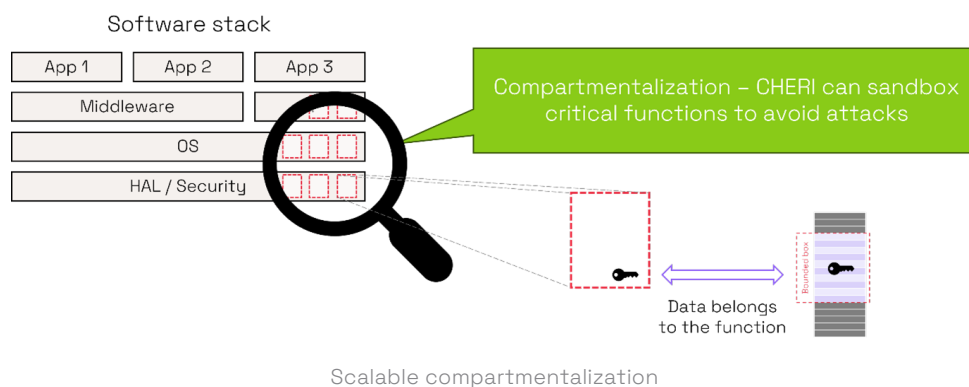 Software stack
App 1
App 2
App 3
Middleware
OS
HAL / Security
Compartmentalization – CHERI can sandbox
critical functions to avoid attacks
Bounded box
Data belongs
to the function
Scalable compartmentalization